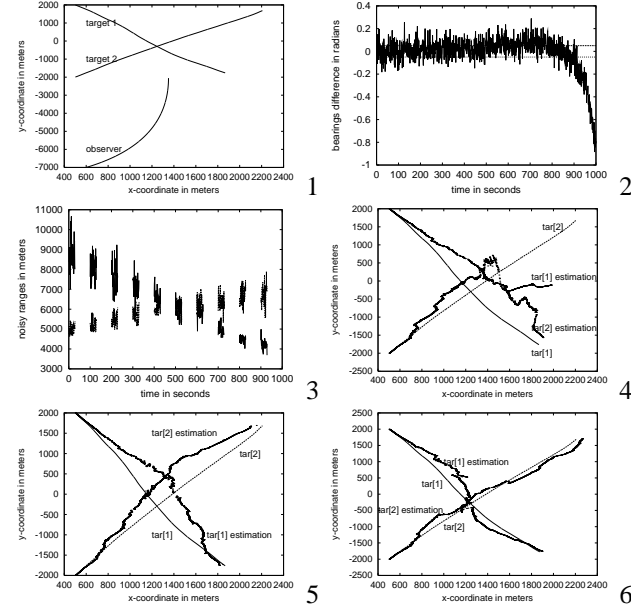 2000
1000
0
-1000
-2000
-3000
-4000
-5000
-6000
-7000
400 600 800 1000 1200 1400 1600 1800 2000 2200 2400
y-coordinate in meters
x-coordinate in meters
target 1
target 2
observer
1
0.4
0.2
0
-0.2
-0.4
-0.6
-0.8
-1
0 100 200 300 400 500 600 700 800 900 1000
bearings difference in radians
time in seconds
2
11000
10000
9000
8000
7000
6000
5000
4000
3000
0 100 200 300 400 500 600 700 800 900 1000
noisy ranges in meters
time in seconds
3
2000
1500
1000
500
0
-500
-1000
-1500
-2000
-2500
400 600 800 1000 1200 1400 1600 1800 2000 2200 2400
y-coordinate in meters
x-coordinate in meters
tar[2]
tar[1] estimation
tar[2] estimation
tar[1]
4
2000
1500
1000
500
0
-500
-1000
-1500
-2000
400 600 800 1000 1200 1400 1600 1800 2000 2200 2400
y-coordinate in meters
x-coordinate in meters
tar[2] estimation
tar[2]
tar[1]
tar[1] estimation
5
2500
2000
1500
1000
500
0
-500
-1000
-1500
-2000
-2500
400 600 800 1000 1200 1400 1600 1800 2000 2200 2400
y-coordinate in meters
x-coordinate in meters
tar[1] estimation
tar[1]
tar[2] estimation
tar[2]
6